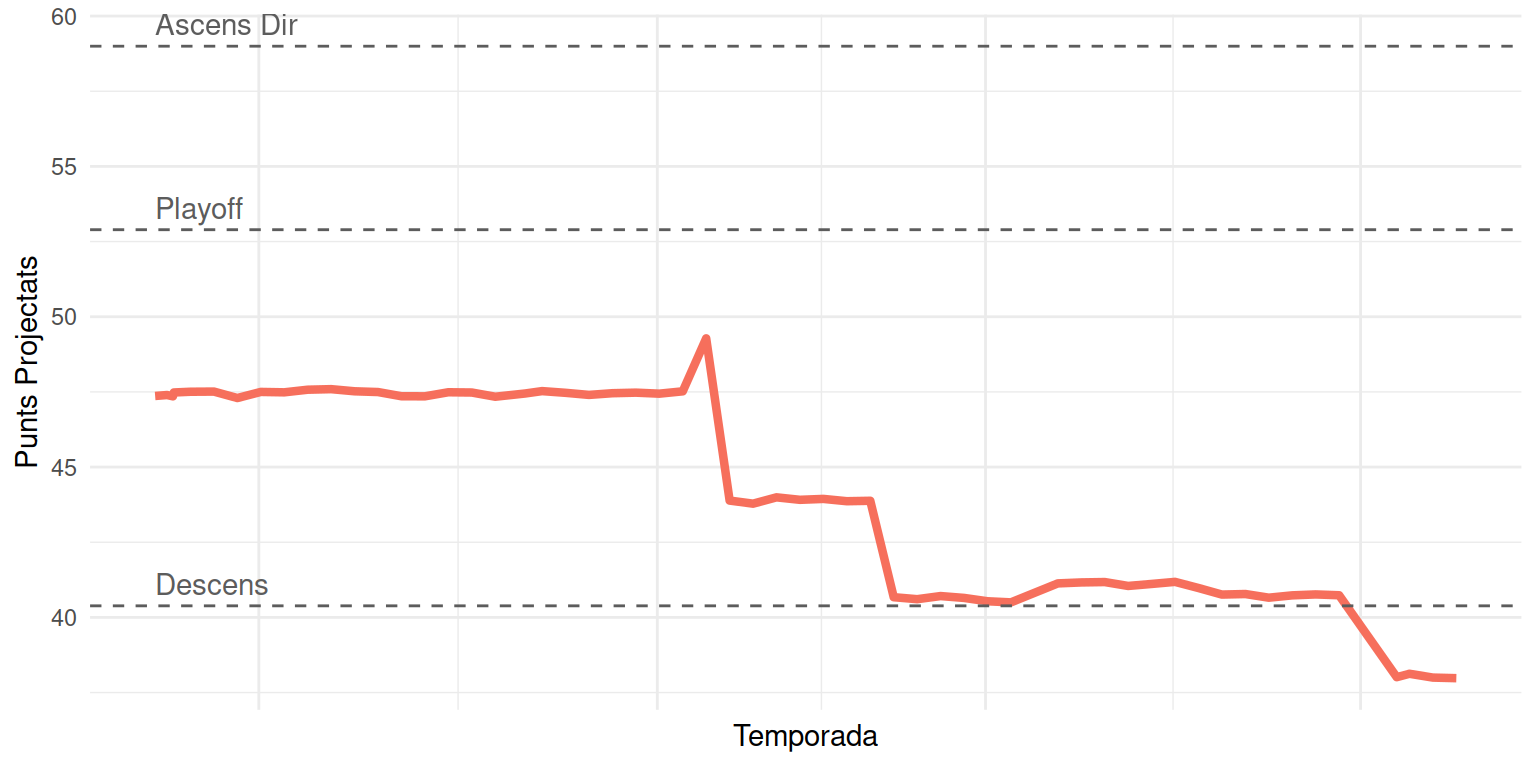 60
Ascens Dir
55
Playoff
50
45
Descens
40
Punts Projectats
Temporada